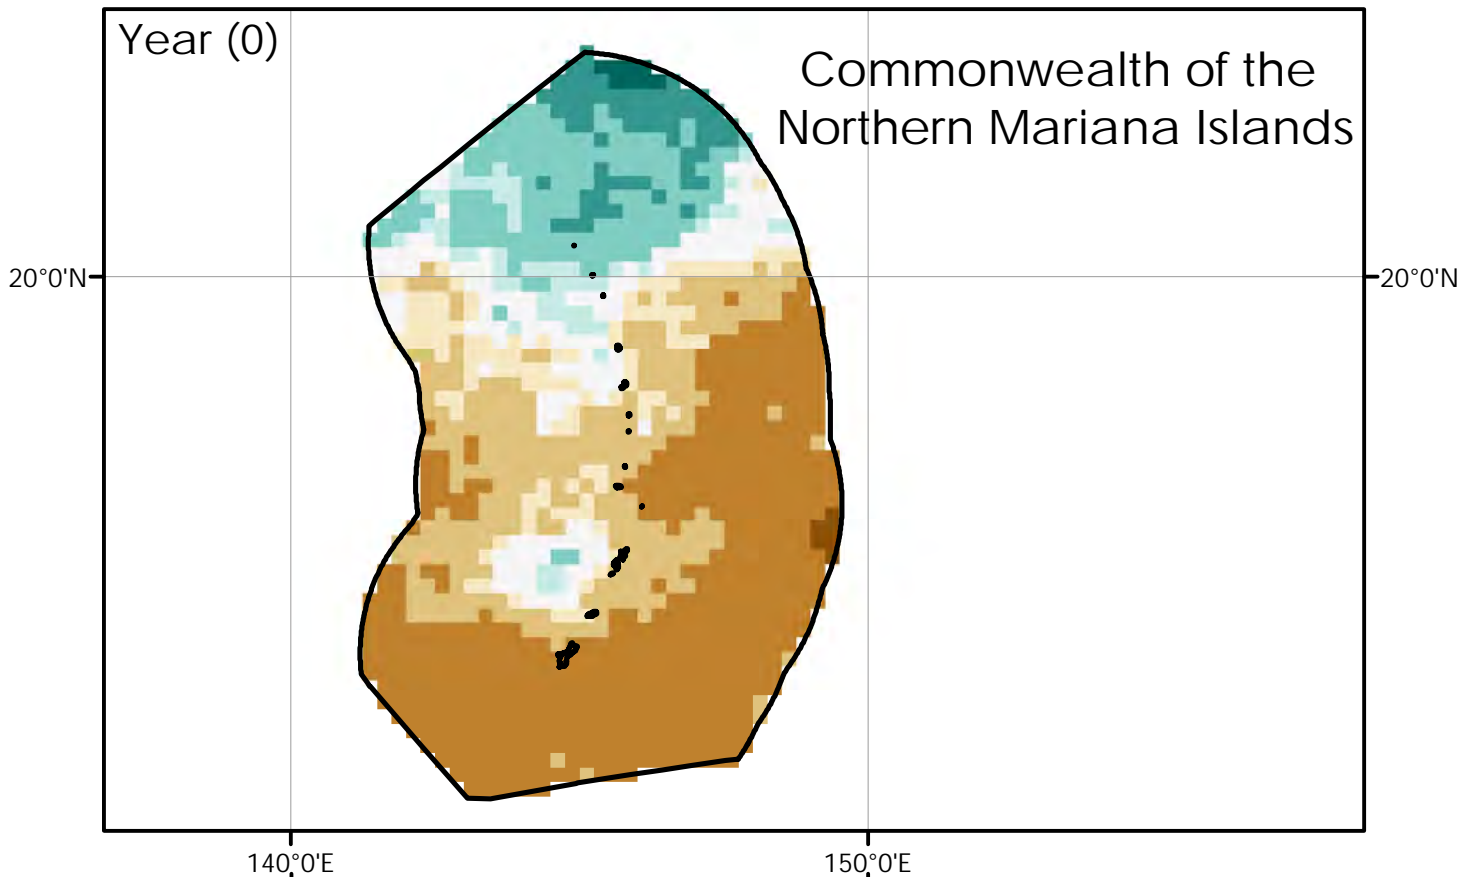 Year (0)
Commonwealth of the
Northern Mariana Islands
20°0'N
20°0'N
140°0'E
150°0'E